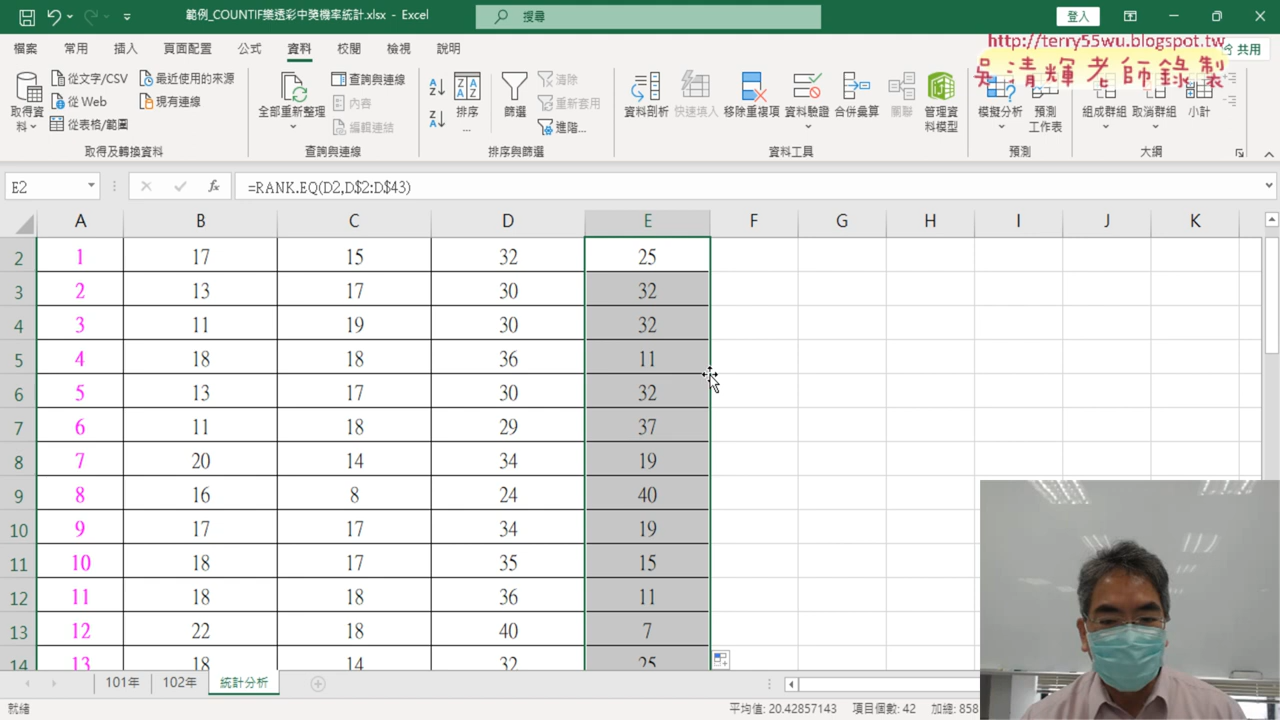 範例_COUNTIF樂透彩中獎機率統計.xlsx - Excel
搜尋
登入
http://terry55wu.blogspot.tw
吳清輝老師錄製
檔案 常用 插入 頁面配置 公式 資料 校閱 檢視 說明
共用
取得資料
從文字/CSV
從 Web
從表格/範圍
最近使用的來源
現有連線
取得及轉換資料
全部重新整理
查詢與連線
內容
編輯連結
查詢與連線
排序...
篩選
清除
重新套用
進階...
排序與篩選
資料剖析
快速填入
移除重複項
資料驗證
合併彙算
關聯
管理資料模型
資料工具
模擬分析
預測工作表
預測
組成群組
取消群組
小計
大綱
E2
fx
=RANK.EQ(D2,D$2:D$43)
A B C D E F G H I J K
2 1 17 15 32 25
3 2 13 17 30 32
4 3 11 19 30 32
5 4 18 18 36 11
6 5 13 17 30 32
7 6 11 18 29 37
8 7 20 14 34 19
9 8 16 8 24 40
10 9 17 17 34 19
11 10 18 17 35 15
12 11 18 18 36 11
13 12 22 18 40 7
14 13 18 14 32 25
101年 102年 統計分析
就緒
平均值: 20.42857143 項目個數: 42 加總: 858